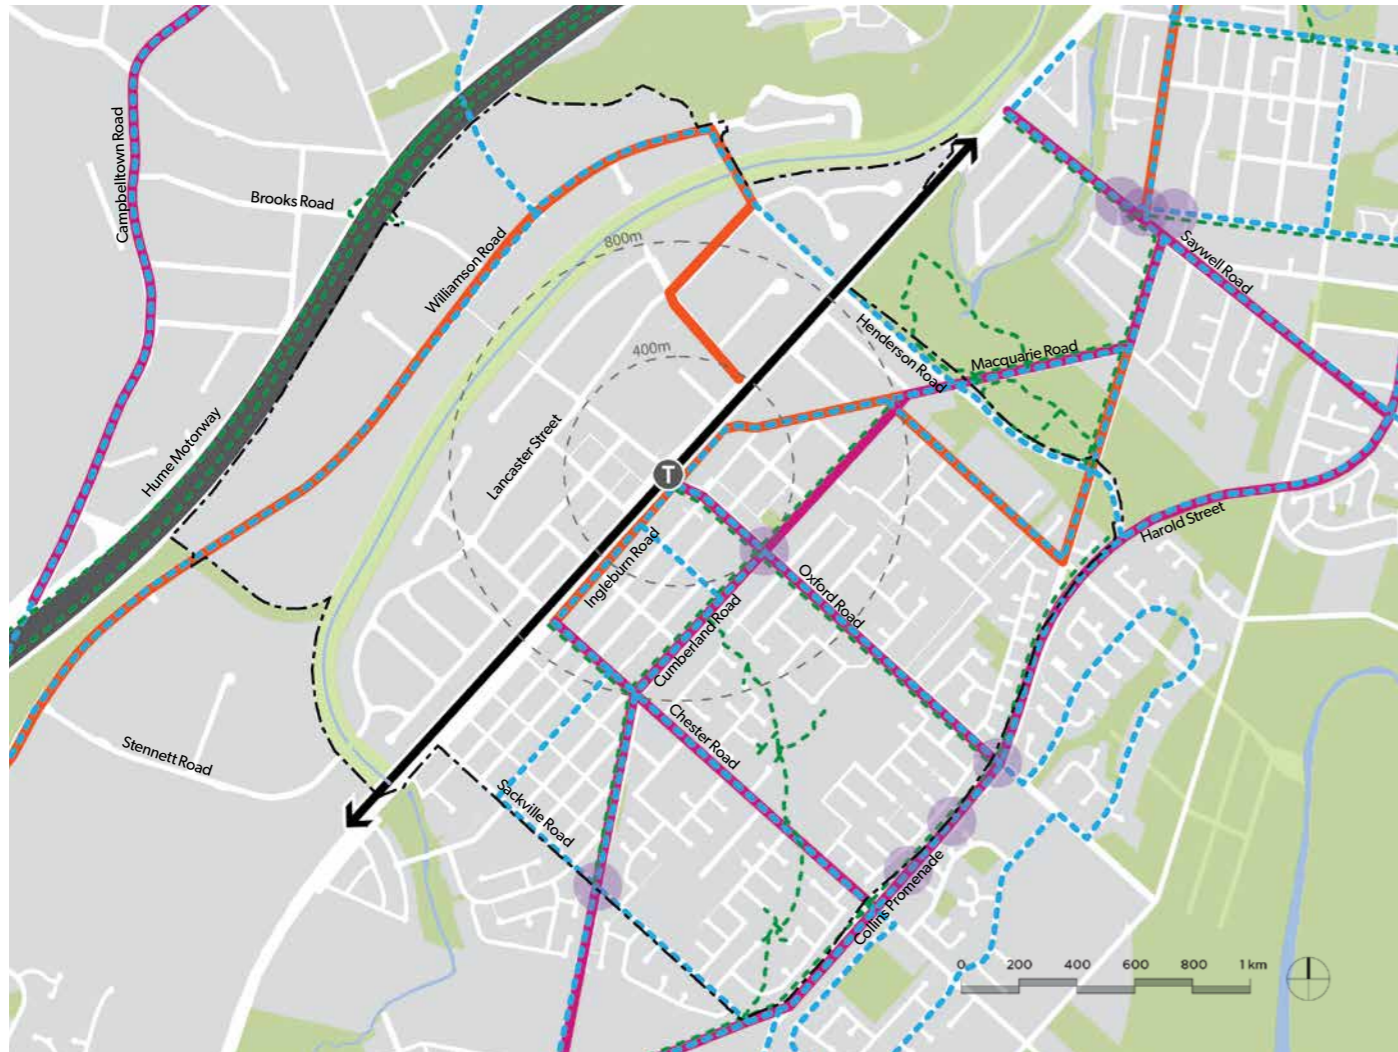 Campbelltown Road
Brooks Road
Williamson Road
800m
Saywell Road
Hume Motorway
Lancaster Street
400m
Henderson Road
Macquarie Road
T
Harold Street
Ingleburn Road
Oxford Road
Cumberland Road
Chester Road
Stennett Road
Sackville Road
Collins Promenade
0 200 400 600 800 1 km